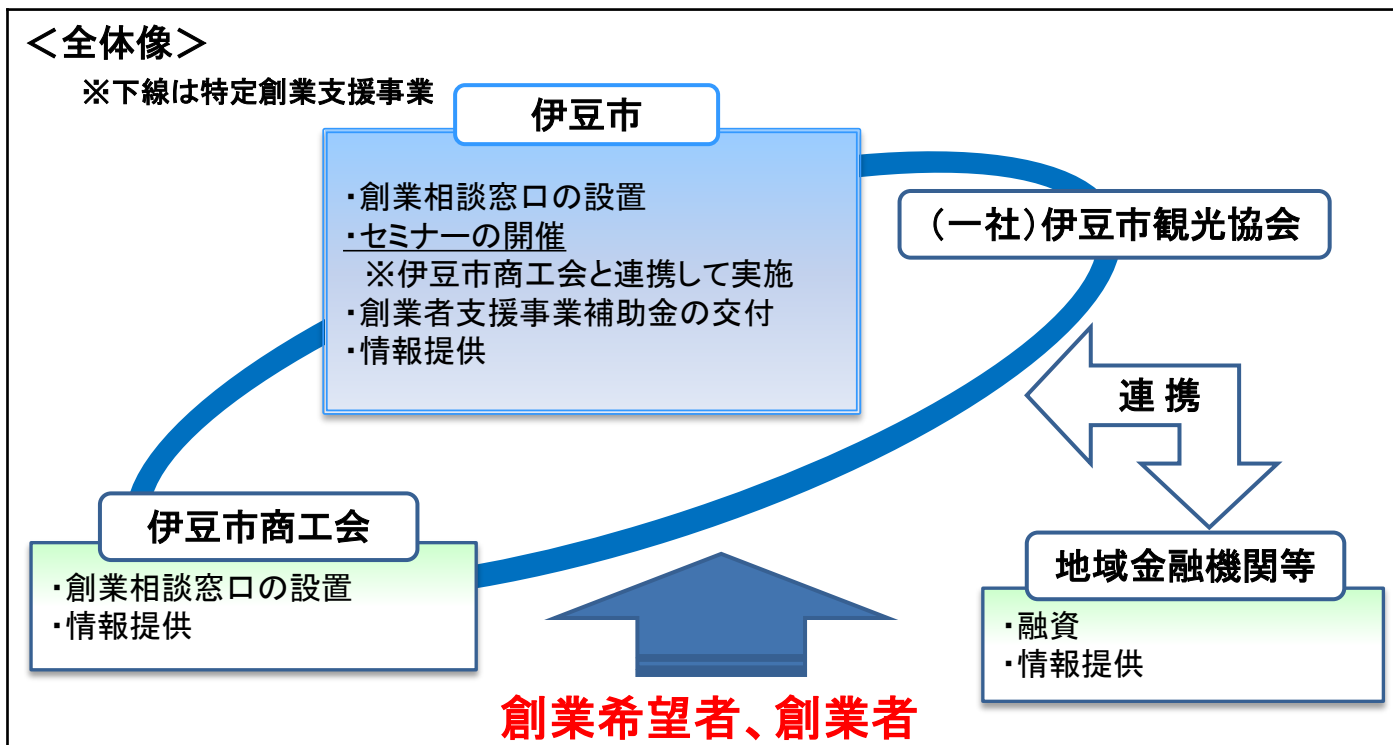 ＜全体像＞
※下線は特定創業支援事業
伊豆市
・創業相談窓口の設置
・セミナーの開催
※伊豆市商工会と連携して実施
・創業者支援事業補助金の交付
・情報提供
（一社）伊豆市観光協会
連 携
伊豆市商工会
・創業相談窓口の設置
・情報提供
地域金融機関等
・融資
・情報提供
創業希望者、創業者